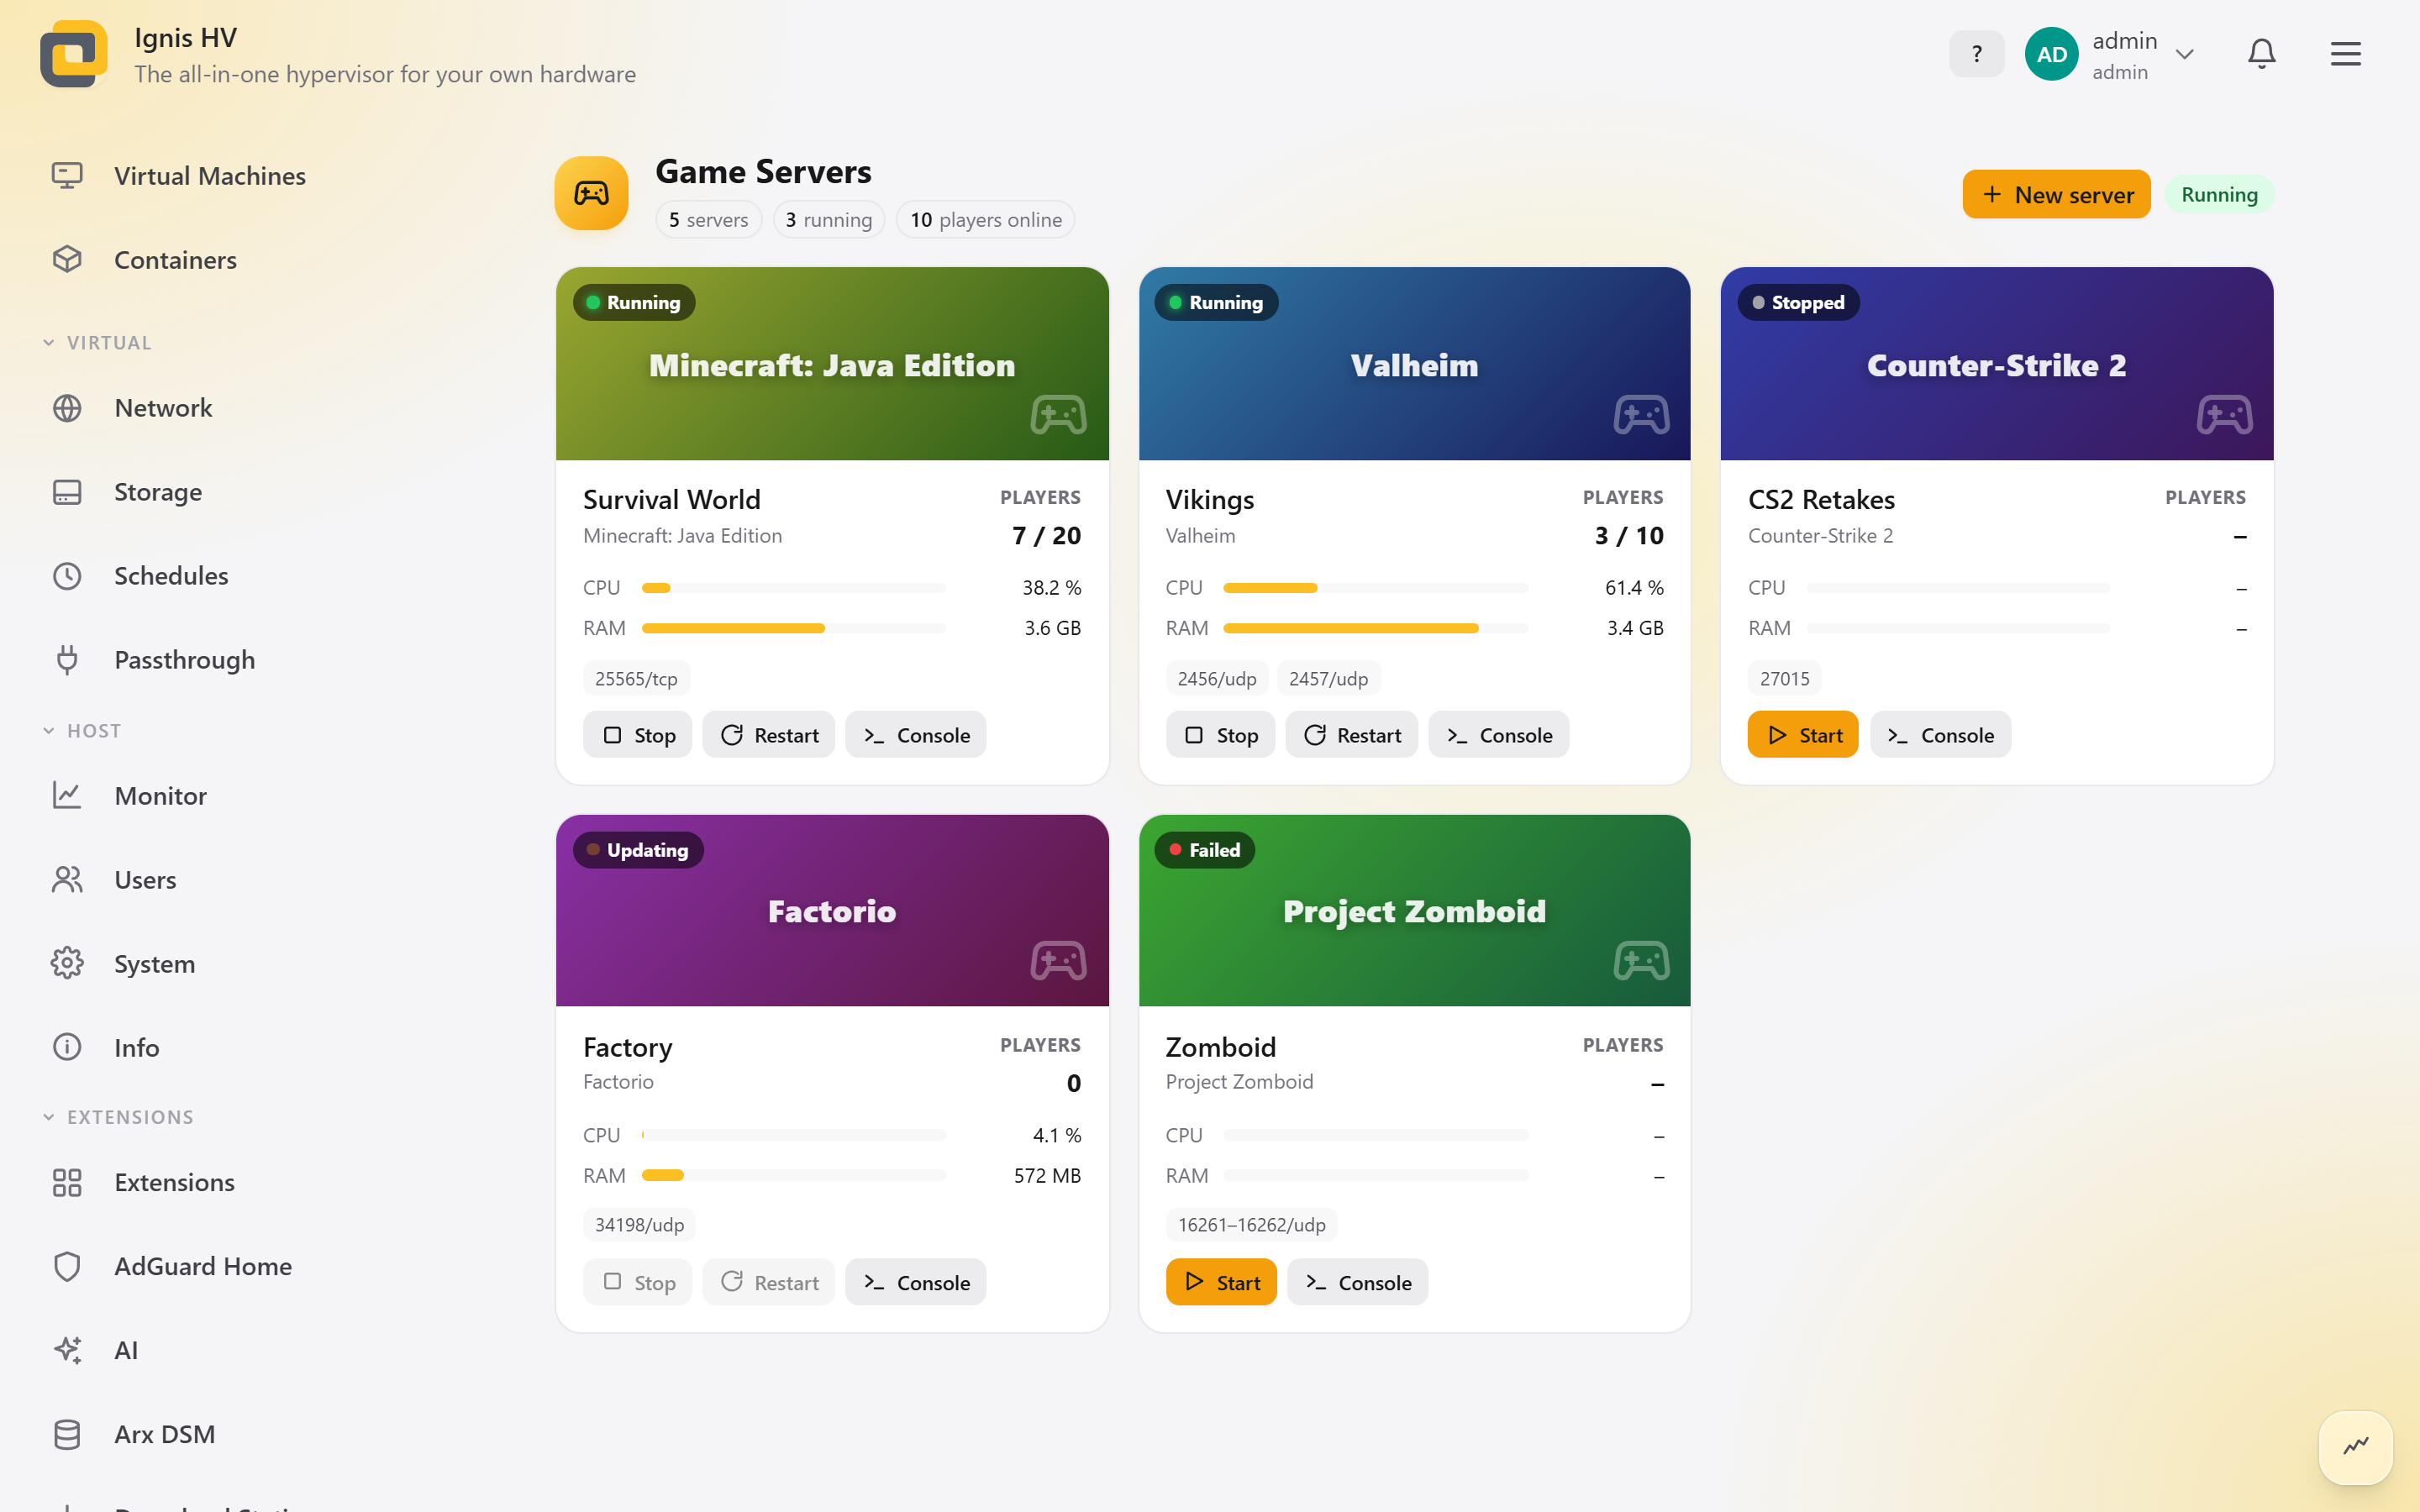 Ignis HV
The all-in-one hypervisor for your own hardware
?
AD
admin
admin
Virtual Machines
Containers
VIRTUAL
Network
Storage
Schedules
Passthrough
HOST
Monitor
Users
System
Info
EXTENSIONS
Extensions
AdGuard Home
AI
Arx DSM
Game Servers
5 servers
3 running
10 players online
+ New server
Running
Running
Minecraft: Java Edition
Survival World
PLAYERS
Minecraft: Java Edition
7 / 20
CPU
38.2 %
RAM
3.6 GB
25565/tcp
Stop
Restart
Console
Running
Valheim
Vikings
PLAYERS
Valheim
3 / 10
CPU
61.4 %
RAM
3.4 GB
2456/udp
2457/udp
Stop
Restart
Console
Stopped
Counter-Strike 2
CS2 Retakes
PLAYERS
Counter-Strike 2
–
CPU
–
RAM
–
27015
Start
Console
Updating
Factorio
Factory
PLAYERS
Factorio
0
CPU
4.1 %
RAM
572 MB
34198/udp
Stop
Restart
Console
Failed
Project Zomboid
Zomboid
PLAYERS
Project Zomboid
–
CPU
–
RAM
–
16261–16262/udp
Start
Console